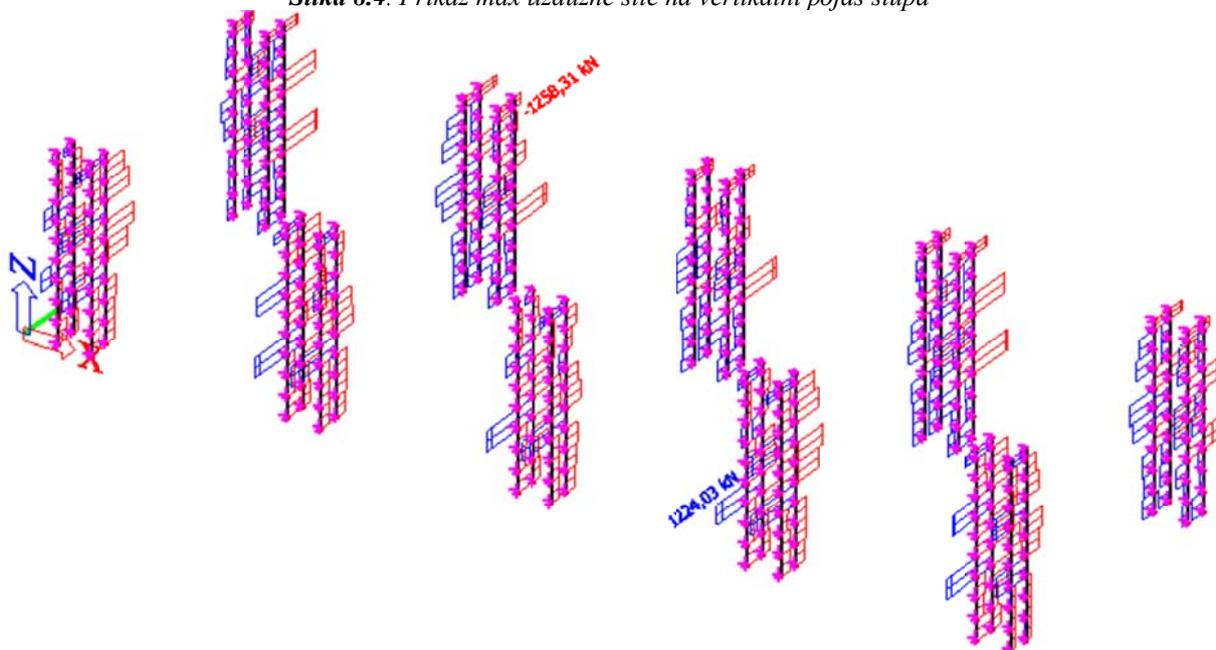 Slika 6.4. Prikaz max uzdužne sile na vertikalni pojas stupa
-1258,31 kN
Z
X
1224,03 kN